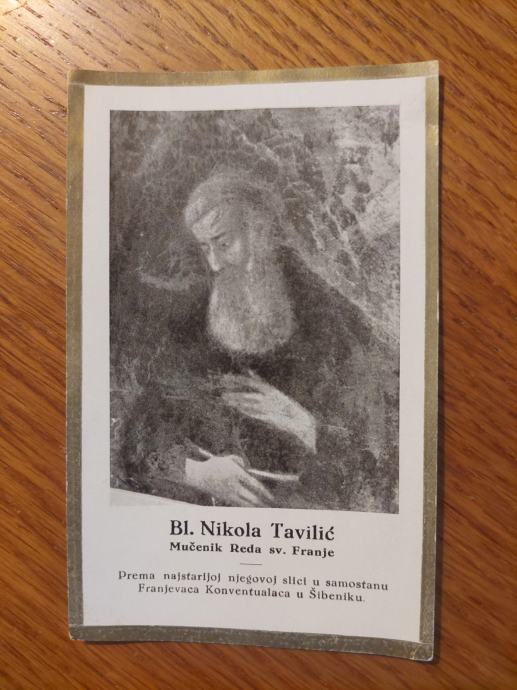 Bl. Nikola Tavilić
Mučenik Reda sv. Franje
Prema najstarijoj njegovoj slici u samostanu
Franjevaca Konventualaca u Šibeniku.